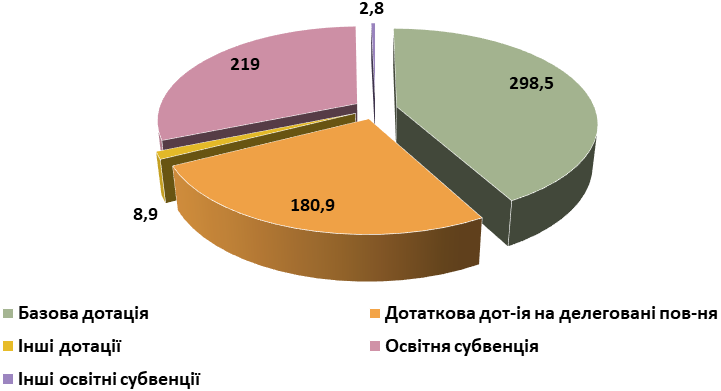 2,8
219
298,5
180,9
8,9
Базова дотація
Дотаткова дот-ія на делеговані пов-ня
Інші дотації
Освітня субвенція
Інші освітні субвенції